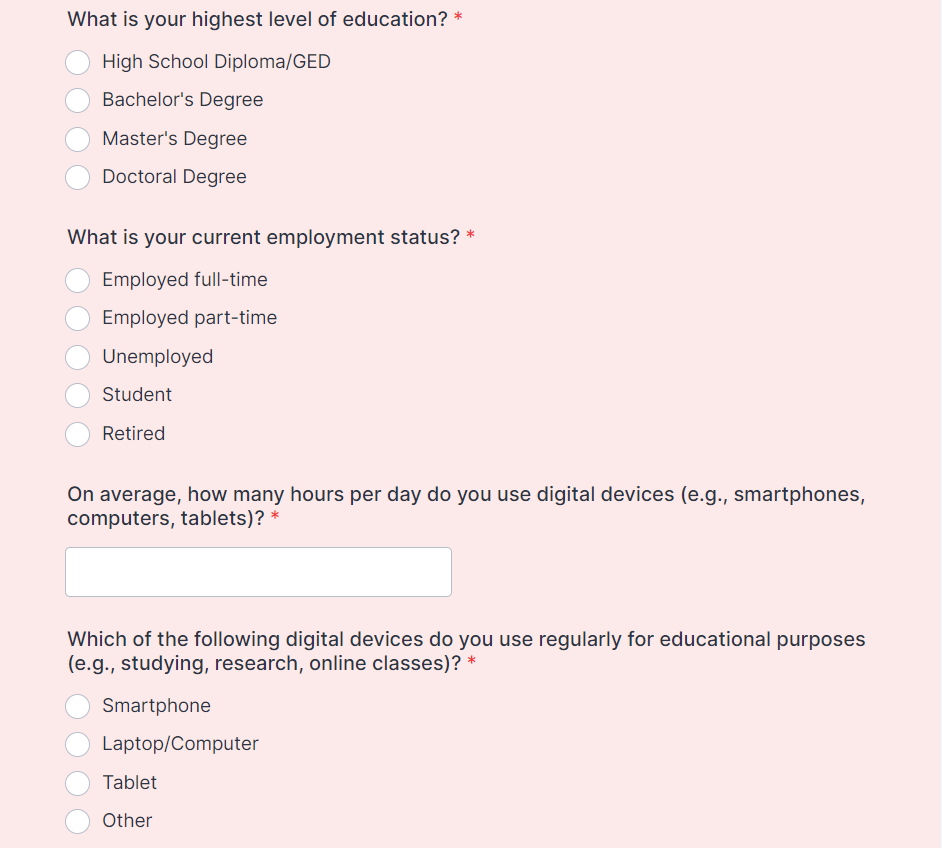 What is your highest level of education? *
High School Diploma/GED
Bachelor's Degree
Master's Degree
Doctoral Degree
What is your current employment status? *
Employed full-time
Employed part-time
Unemployed
Student
Retired
On average, how many hours per day do you use digital devices (e.g., smartphones,
computers, tablets)? *
Which of the following digital devices do you use regularly for educational purposes
(e.g., studying, research, online classes)? *
Smartphone
Laptop/Computer
Tablet
Other